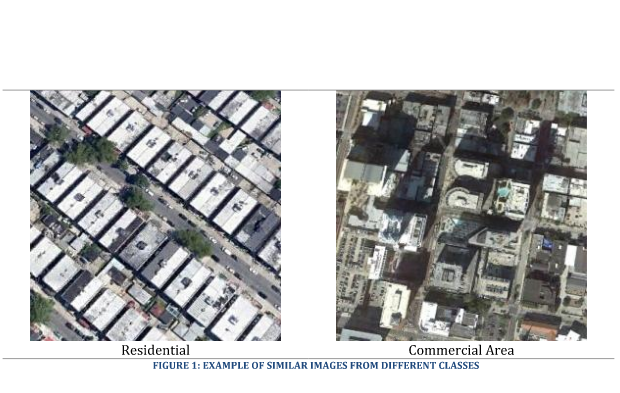 Residential
Commercial Area
FIGURE 1: EXAMPLE OF SIMILAR IMAGES FROM DIFFERENT CLASSES